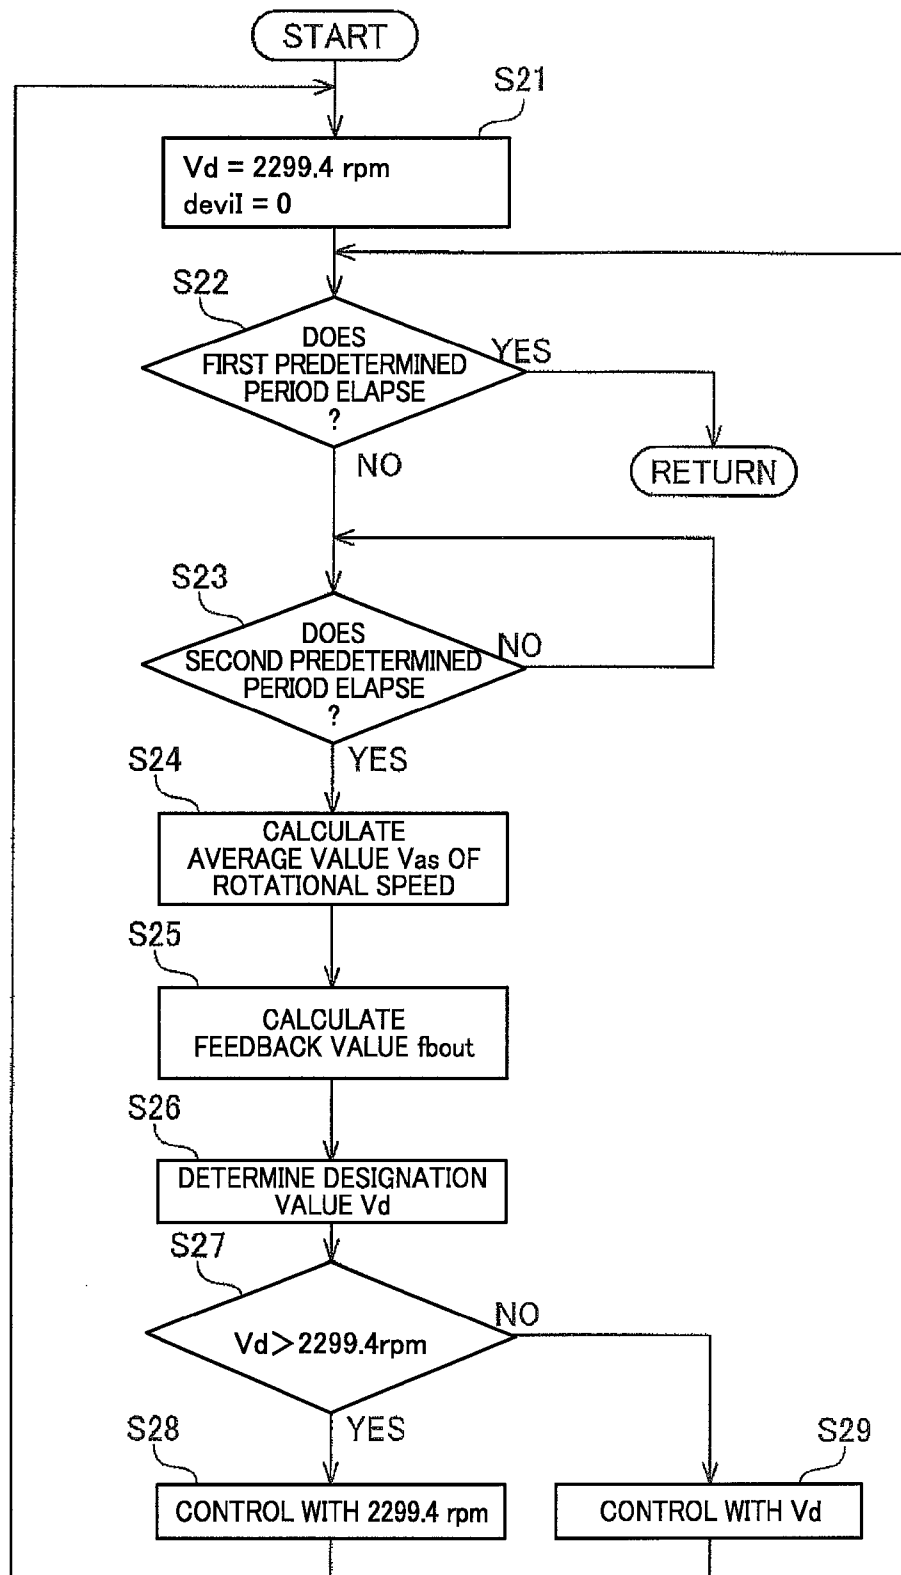 START
S21
Vd = 2299.4 rpm
deviI = 0
S22
DOES
FIRST PREDETERMINED
PERIOD ELAPSE
?
YES
RETURN
NO
S23
DOES
SECOND PREDETERMINED
PERIOD ELAPSE
?
NO
YES
S24
CALCULATE
AVERAGE VALUE Vas OF
ROTATIONAL SPEED
S25
CALCULATE
FEEDBACK VALUE fbout
S26
DETERMINE DESIGNATION
VALUE Vd
S27
Vd>2299.4rpm
NO
YES
S28
CONTROL WITH 2299.4 rpm
S29
CONTROL WITH Vd